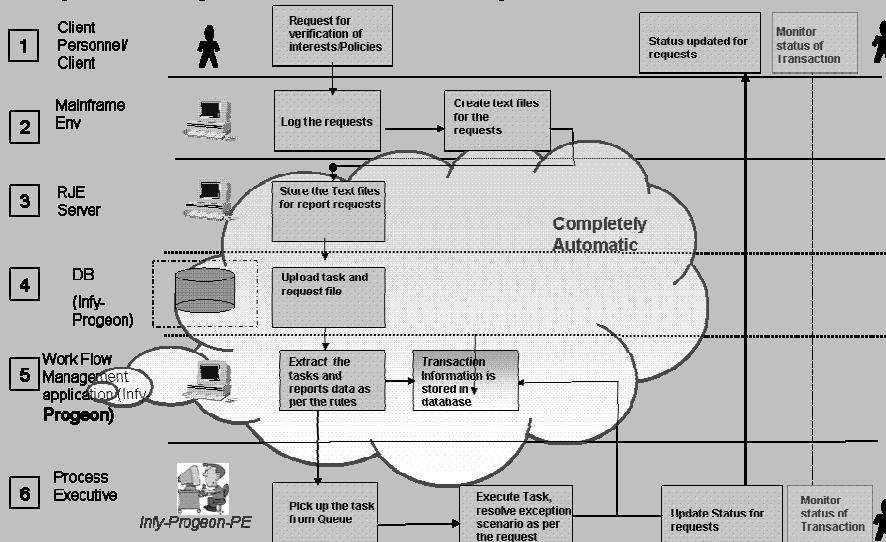 1
Client
Personnel/
Client
Request for
verification of
interests/Policies
Status updated for
requests
Monitor
status of
Transaction
2
Mainframe
Env
Log the requests
Create text files
for the
requests
3
RJE
Server
Store the Text files
for report requests
Completely
Automatic
4
DB
(Infy-
Progeon)
Upload task and
request file
5
Work Flow
Management
application (Infy
Progeon)
Extract the
tasks and
reports data as
per the rules
Transaction
Information is
stored in
database
6
Process
Executive
Infy-Progeon-PE
Pick up the task
from Queue
Execute Task,
resolve exception
scenario as per
the request
Update Status for
requests
Monitor
status of
Transaction